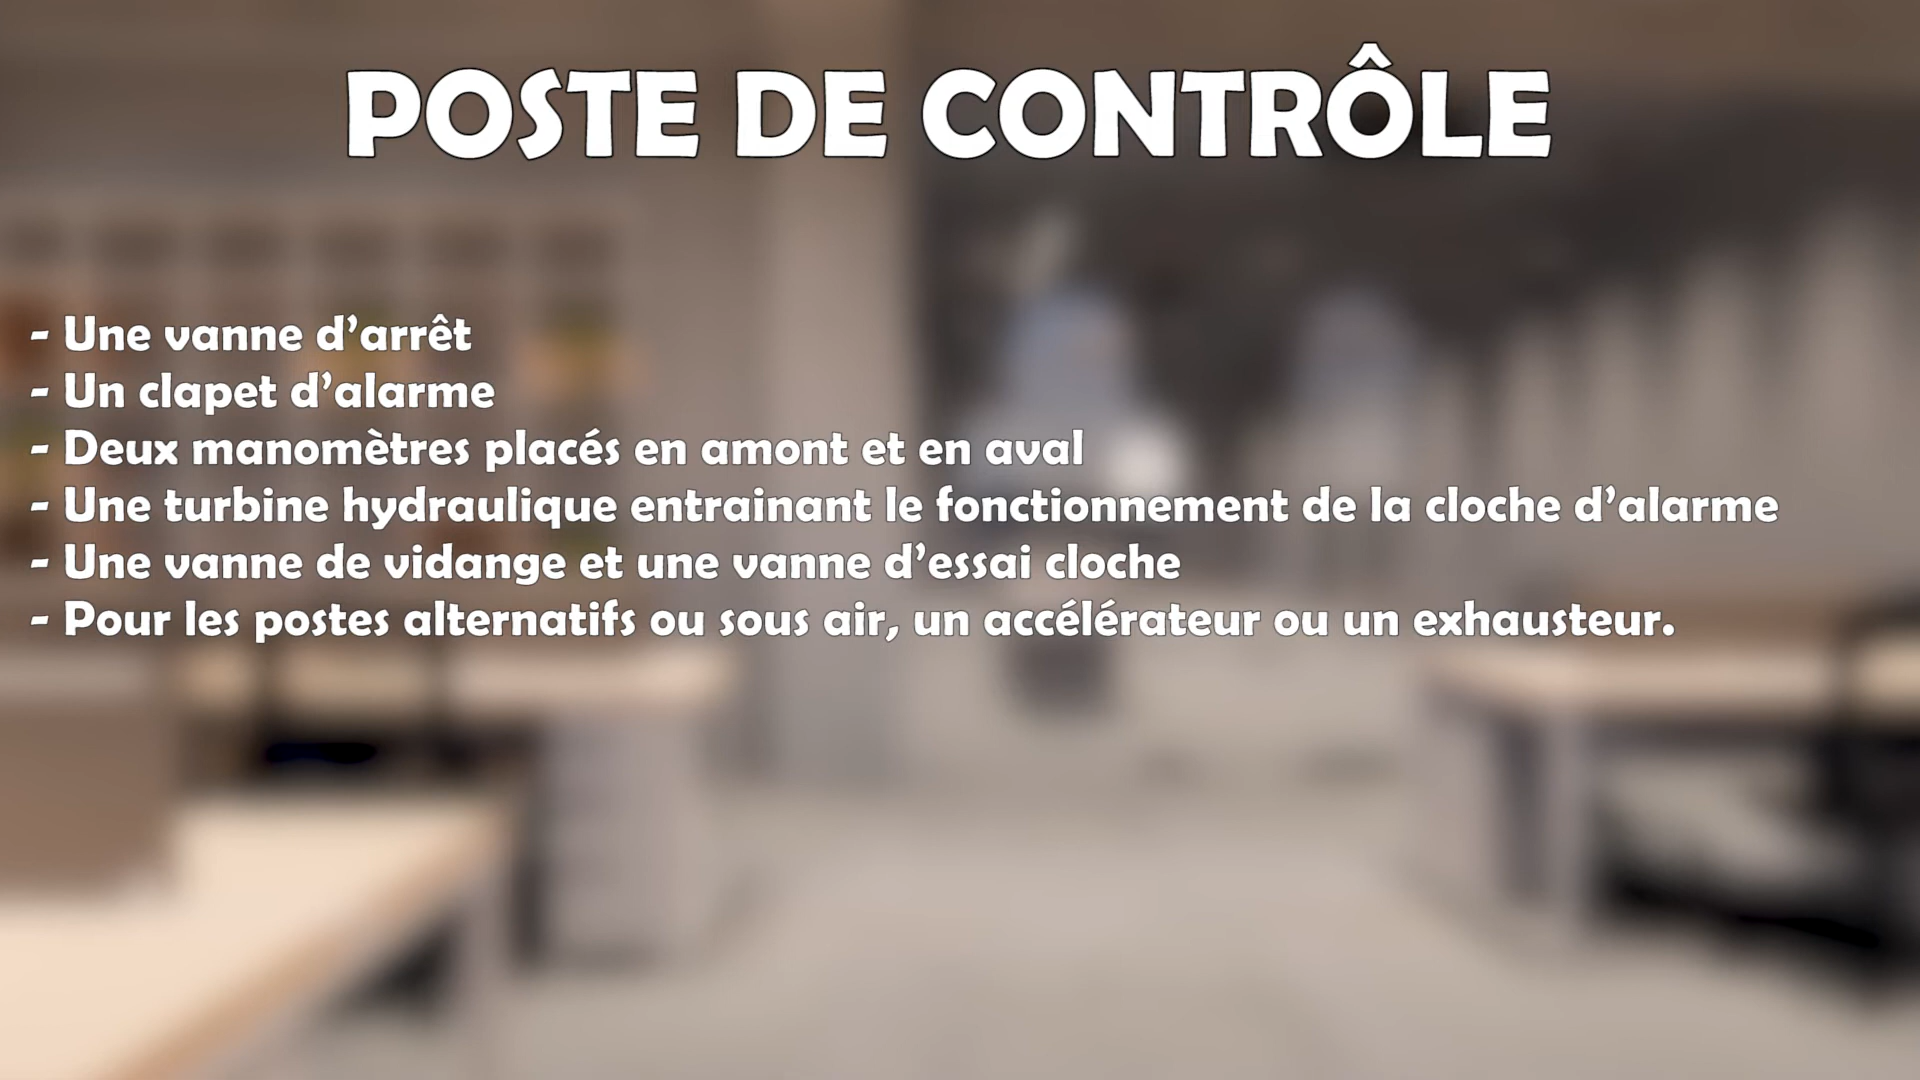 POSTE DE CONTRÔLE
- Une vanne d’arrêt
- Un clapet d’alarme
- Deux manomètres placés en amont et en aval
- Une turbine hydraulique entrainant le fonctionnement de la cloche d’alarme
- Une vanne de vidange et une vanne d’essai cloche
- Pour les postes alternatifs ou sous air, un accélérateur ou un exhausteur.